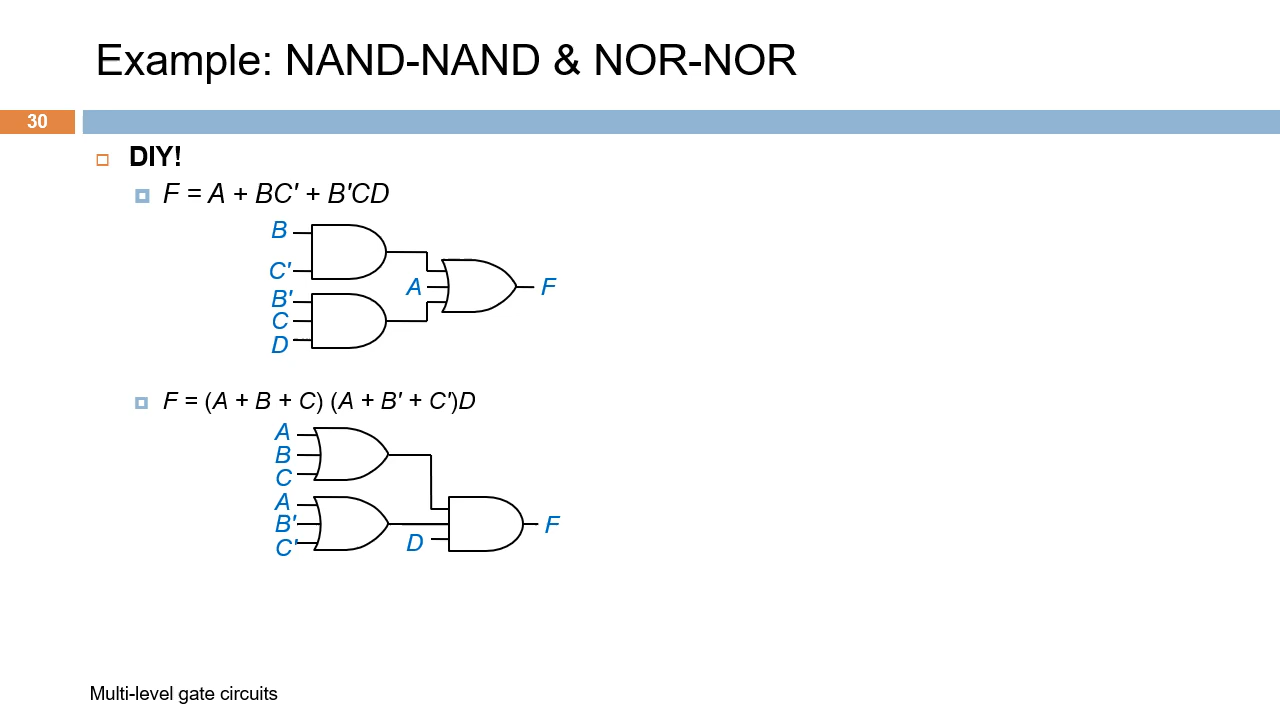 Example: NAND-NAND & NOR-NOR
30
DIY!
F = A + BC' + B'CD
B
C'
B'
C
D
A
F
F = (A + B + C) (A + B' + C')D
A
B
C
A
B'
C'
D
F
Multi-level gate circuits